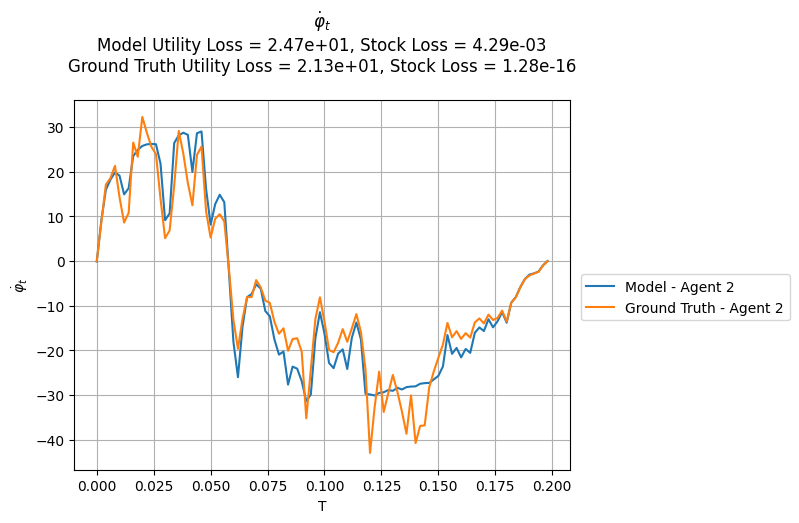 φ̇ₜ
Model Utility Loss = 2.47e+01, Stock Loss = 4.29e-03
Ground Truth Utility Loss = 2.13e+01, Stock Loss = 1.28e-16
φ̇ₜ
30
20
10
0
−10
−20
−30
−40
0.000
0.025
0.050
0.075
0.100
0.125
0.150
0.175
0.200
T
Model - Agent 2
Ground Truth - Agent 2